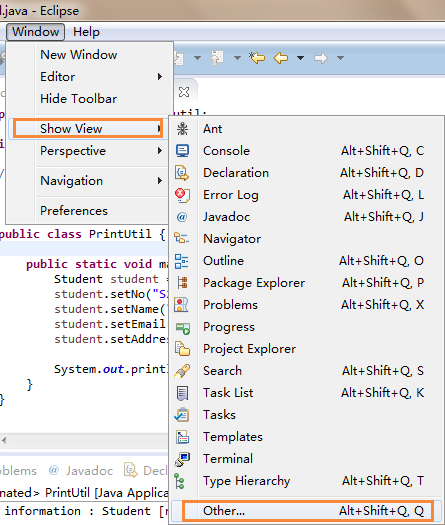 .java - Eclipse
Window Help
New Window
Editor
Hide Toolbar
Show View
Perspective
Navigation
Preferences
Ant
Console Alt+Shift+Q, C
Declaration Alt+Shift+Q, D
Error Log Alt+Shift+Q, L
Javadoc Alt+Shift+Q, J
Navigator
Outline Alt+Shift+Q, O
Package Explorer Alt+Shift+Q, P
Problems Alt+Shift+Q, X
Progress
Project Explorer
Search Alt+Shift+Q, S
Task List Alt+Shift+Q, K
Tasks
Templates
Terminal
Type Hierarchy Alt+Shift+Q, T
Other... Alt+Shift+Q, Q
til;
public class PrintUtil {
public static void ma
Student student =
student.setNo("S
student.setName(
student.setEmail
student.setAddre
System.out.print
}
}
blems @ Javadoc Decl
nated> PrintUtil [Java Applica
information : Student [n